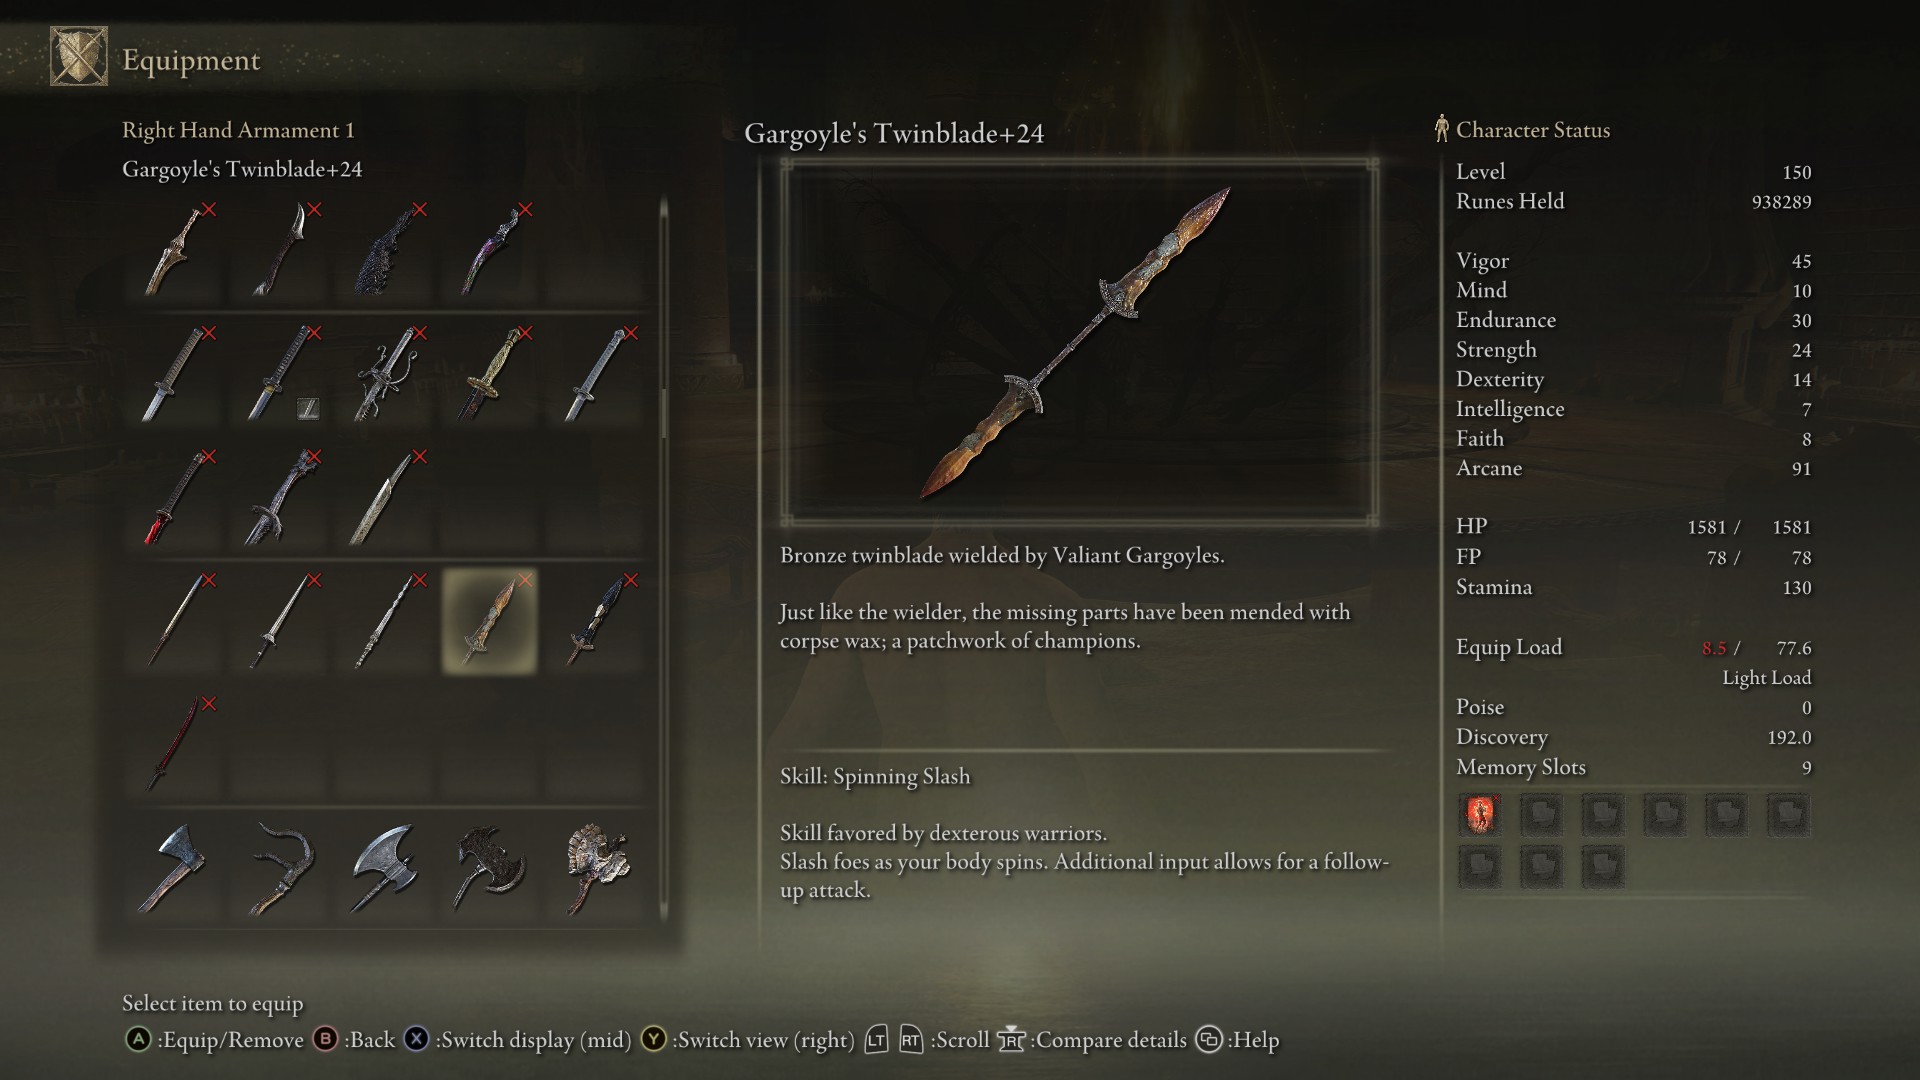 Equipment
Right Hand Armament 1
Gargoyle's Twinblade+24
Gargoyle's Twinblade+24
Bronze twinblade wielded by Valiant Gargoyles.
Just like the wielder, the missing parts have been mended with
corpse wax; a patchwork of champions.
Skill: Spinning Slash
Skill favored by dexterous warriors.
Slash foes as your body spins. Additional input allows for a follow-
up attack.
Character Status
Level 150
Runes Held 938289
Vigor 45
Mind 10
Endurance 30
Strength 24
Dexterity 14
Intelligence 7
Faith 8
Arcane 91
HP 1581 / 1581
FP 78 / 78
Stamina 130
Equip Load 8.5 / 77.6
Light Load
Poise 0
Discovery 192.0
Memory Slots 9
Select item to equip
A :Equip/Remove B :Back X :Switch display (mid) Y :Switch view (right) LT RT :Scroll R :Compare details :Help